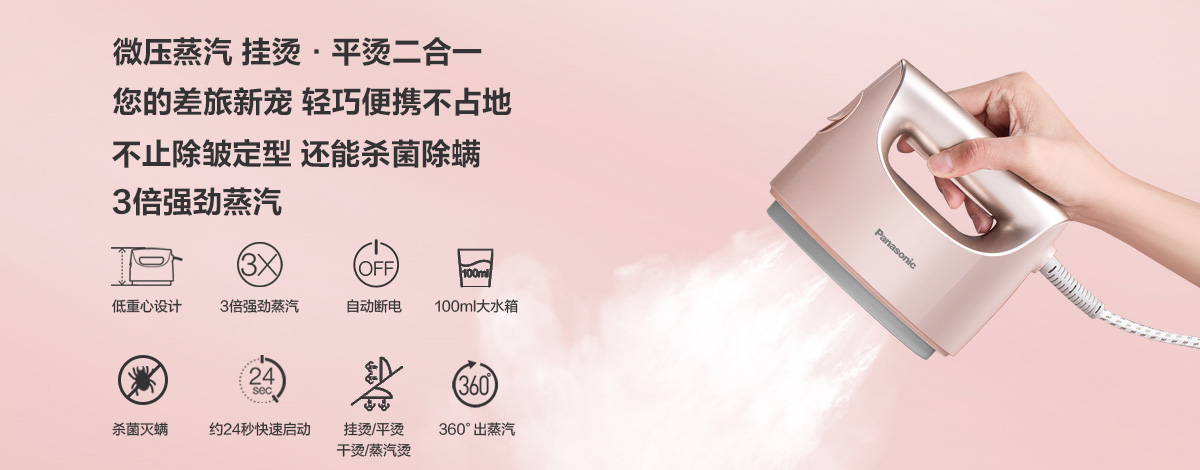 微压蒸汽 挂烫·平烫二合一
您的差旅新宠 轻巧便携不占地
不止除皱定型 还能杀菌除螨
3倍强劲蒸汽
3X
OFF
100ml
低重心设计
3倍强劲蒸汽
自动断电
100ml大水箱
24
sec
360°
杀菌灭螨
约24秒快速启动
挂烫/平烫
干烫/蒸汽烫
360°出蒸汽
Panasonic